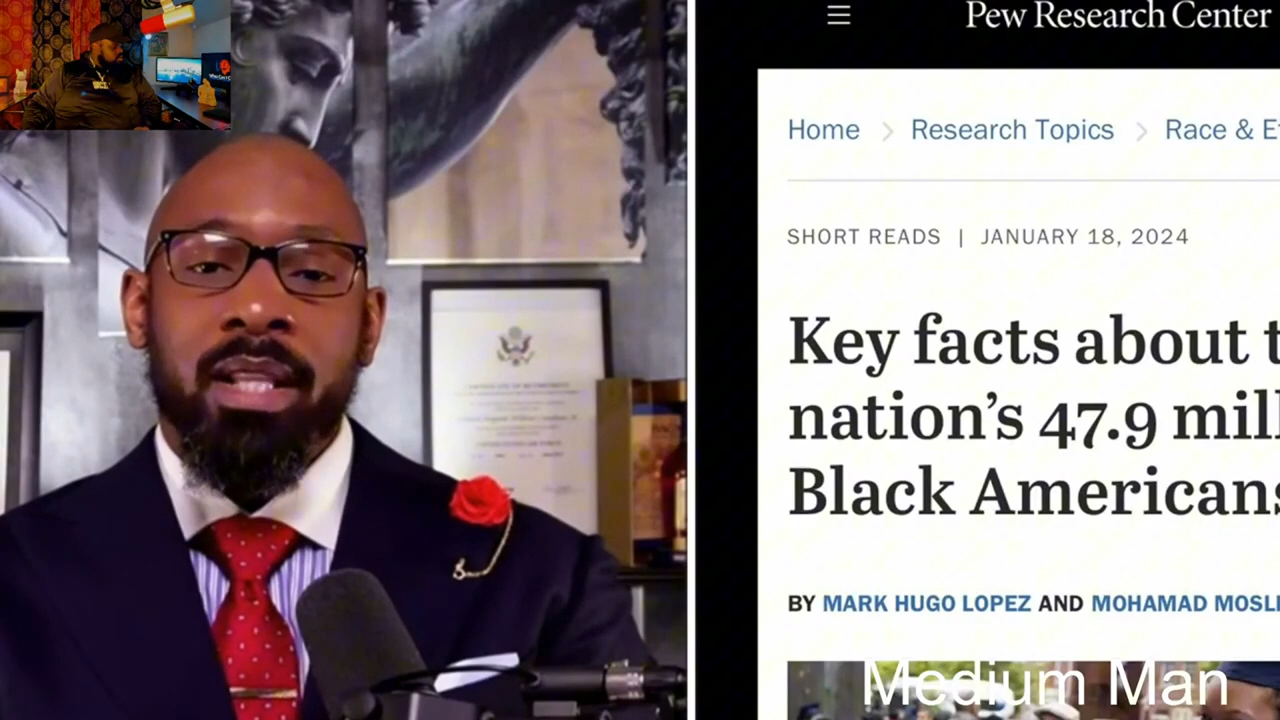 Pew Research Center
Home > Research Topics > Race & E
SHORT READS | JANUARY 18, 2024
Key facts about t
nation’s 47.9 mill
Black Americans
BY MARK HUGO LOPEZ AND MOHAMAD MOSL
Medium Man